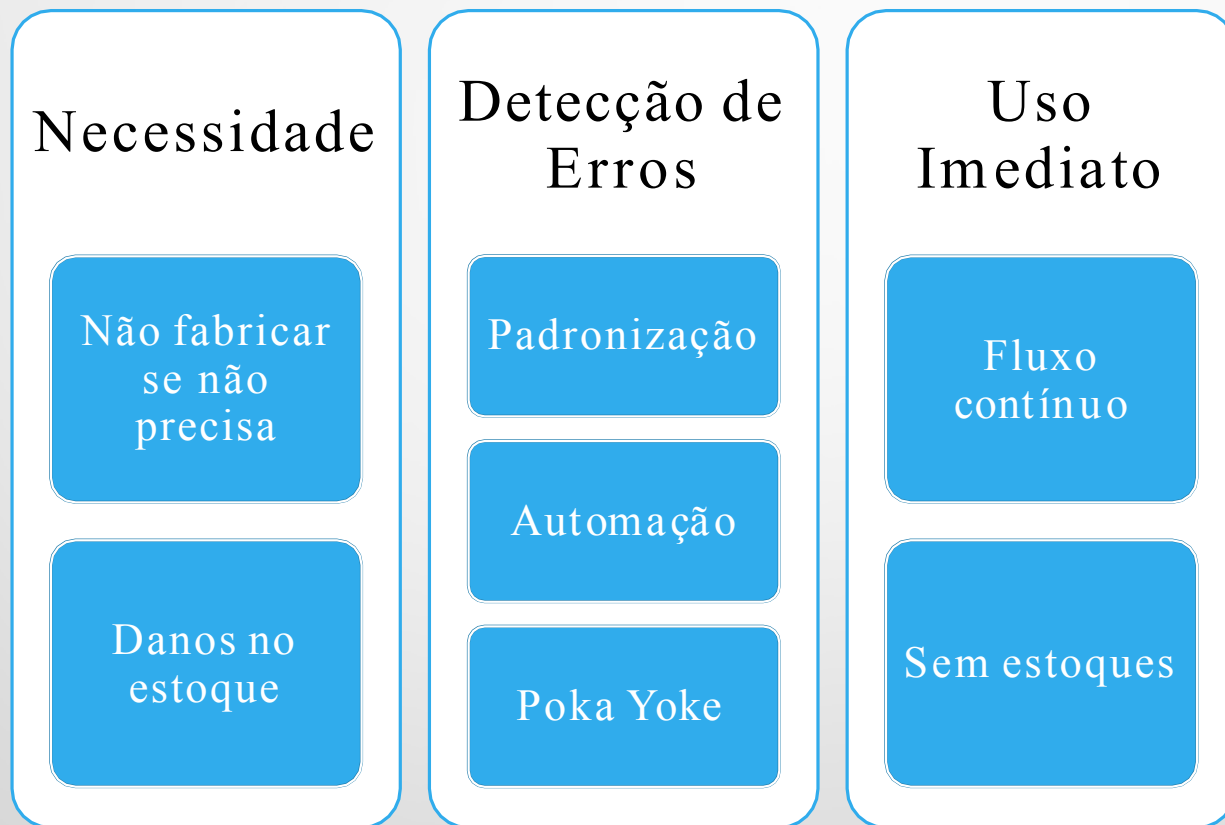 Necessidade
Não fabricar
se não
precisa
Danos no
estoque
Detecção de
Erros
Padronização
Automação
Poka Yoke
Uso
Imediato
Fluxo
contínuo
Sem estoques